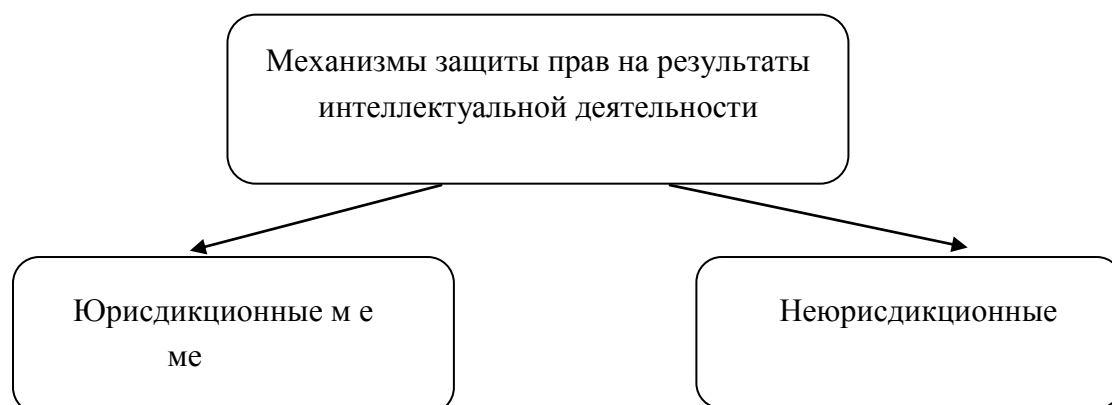 Механизмы защиты прав на результаты
интеллектуальной деятельности
Юрисдикционные м е
ме
Неюрисдикционные